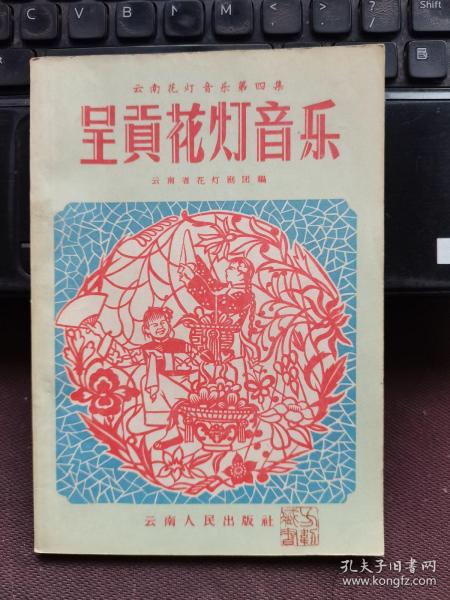 C V B N M
云南花灯音乐第四集
呈貢花灯音乐
云南省花灯剧团編
云南人民出版社
孔夫子旧书网
www.kongfz.com